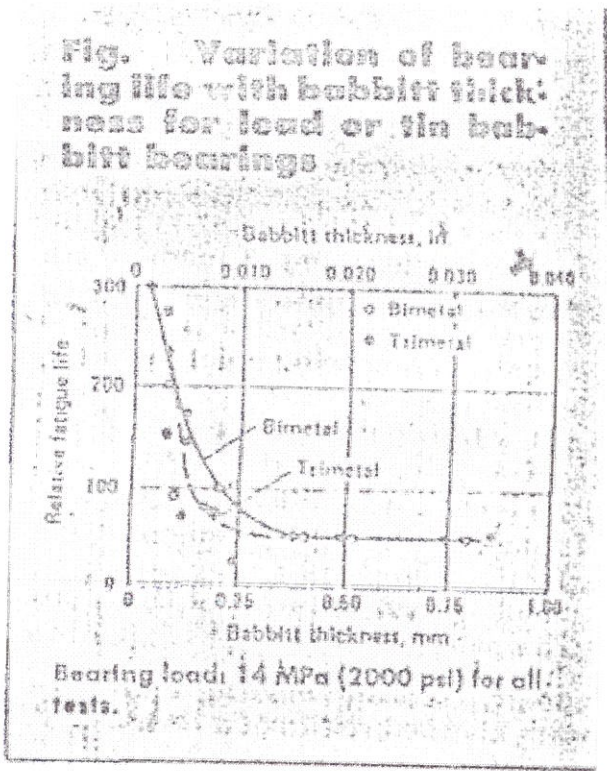 Fig. Variation of bear-
ing life with babbitt thick-
ness for lead or tin bab-
bitt bearings
Babbitt thickness, in
0 0.010 0.020 0.030 0.040
300
200
100
0
Relative fatigue life
Bimetal
Trimetal
Bimetal
Trimetal
0 0.25 0.50 0.75 1.00
Babbitt thickness, mm
Bearing load: 14 MPa (2000 psi) for all
tests.